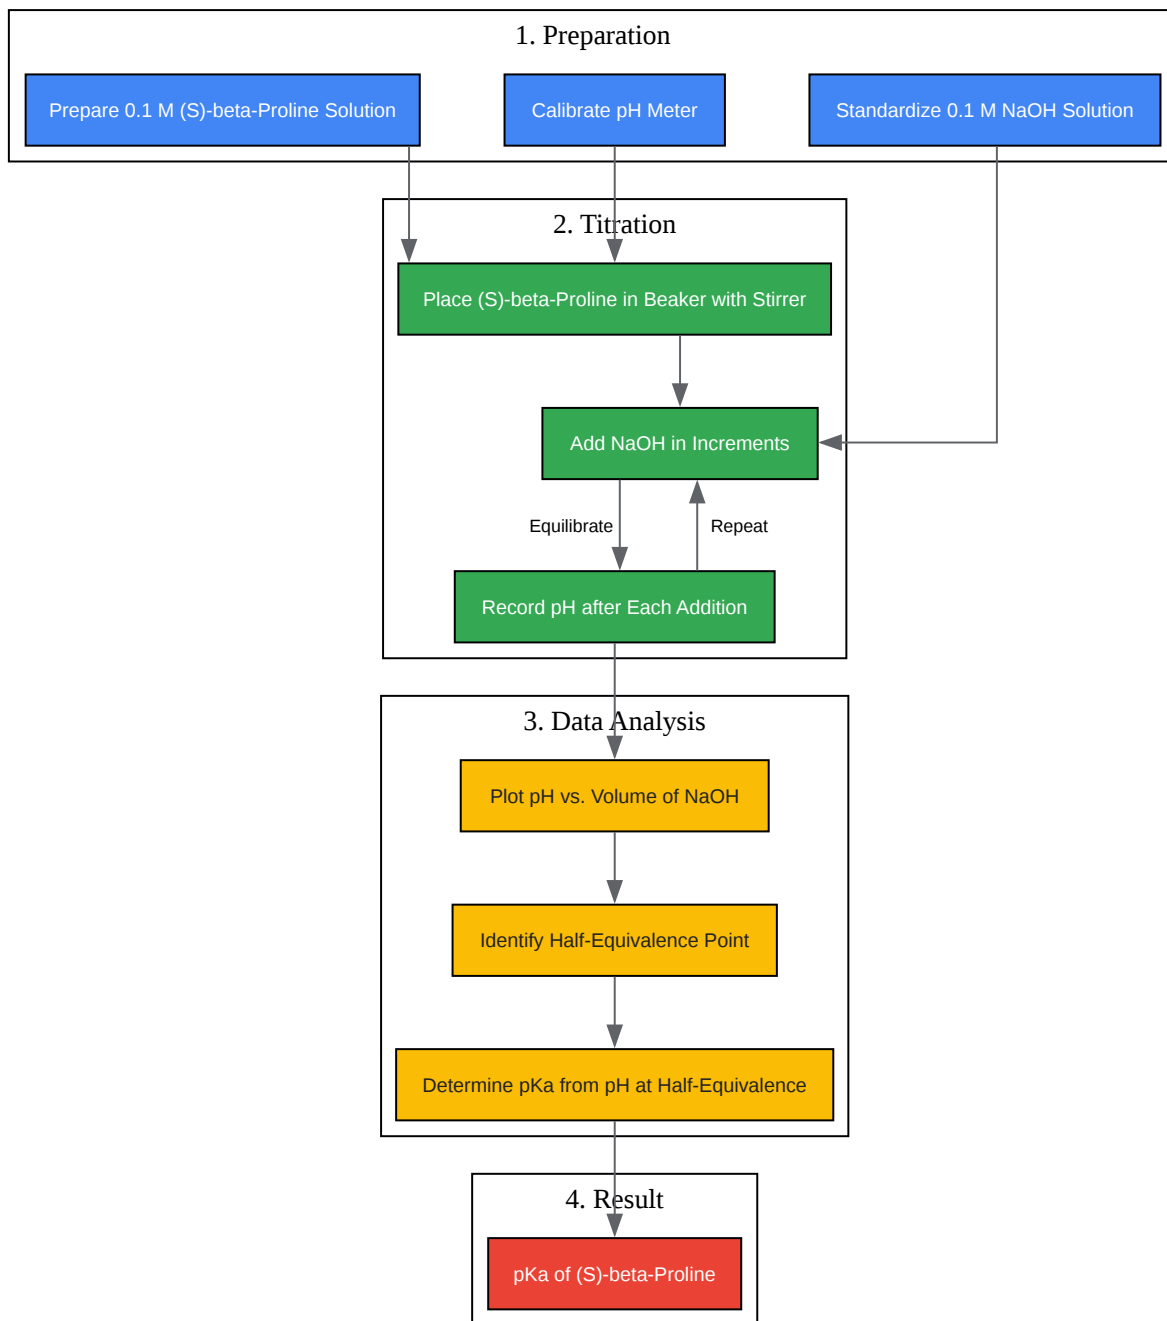 1. Preparation
Prepare 0.1 M (S)-beta-Proline Solution
Calibrate pH Meter
Standardize 0.1 M NaOH Solution
2. Titration
Place (S)-beta-Proline in Beaker with Stirrer
Add NaOH in Increments
Equilibrate
Repeat
Record pH after Each Addition
3. Data Analysis
Plot pH vs. Volume of NaOH
Identify Half-Equivalence Point
Determine pKa from pH at Half-Equivalence
4. Result
pKa of (S)-beta-Proline